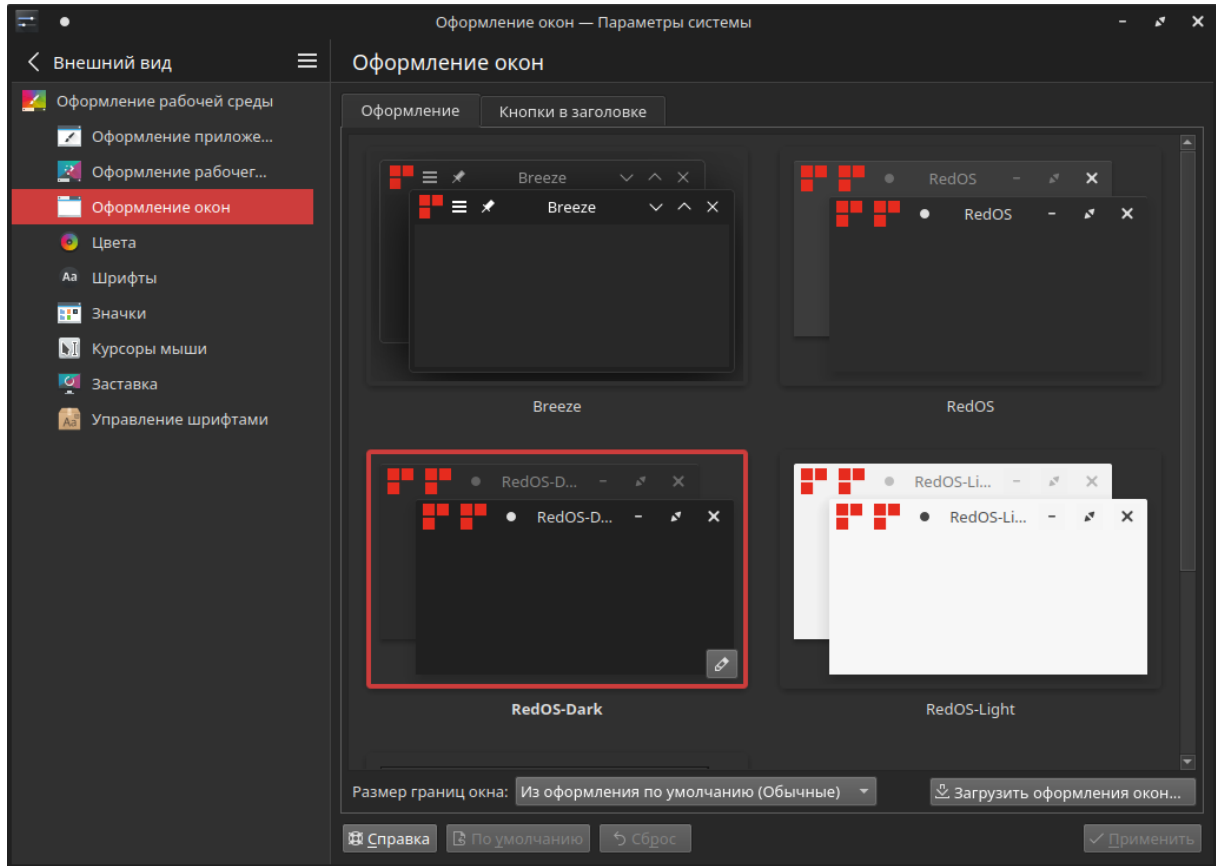 Оформление окон — Параметры системы
Внешний вид
Оформление окон
Оформление рабочей среды
Оформление приложе...
Оформление рабочег...
Оформление окон
Цвета
Aa Шрифты
Значки
Курсоры мыши
Заставка
Aa Управление шрифтами
Оформление
Кнопки в заголовке
Breeze
Breeze
Breeze
RedOS
RedOS
RedOS
RedOS-D...
RedOS-D...
RedOS-Dark
RedOS-Li...
RedOS-Li...
RedOS-Light
Размер границ окна: Из оформления по умолчанию (Обычные)
Загрузить оформления окон...
Справка
По умолчанию
Сброс
Применить